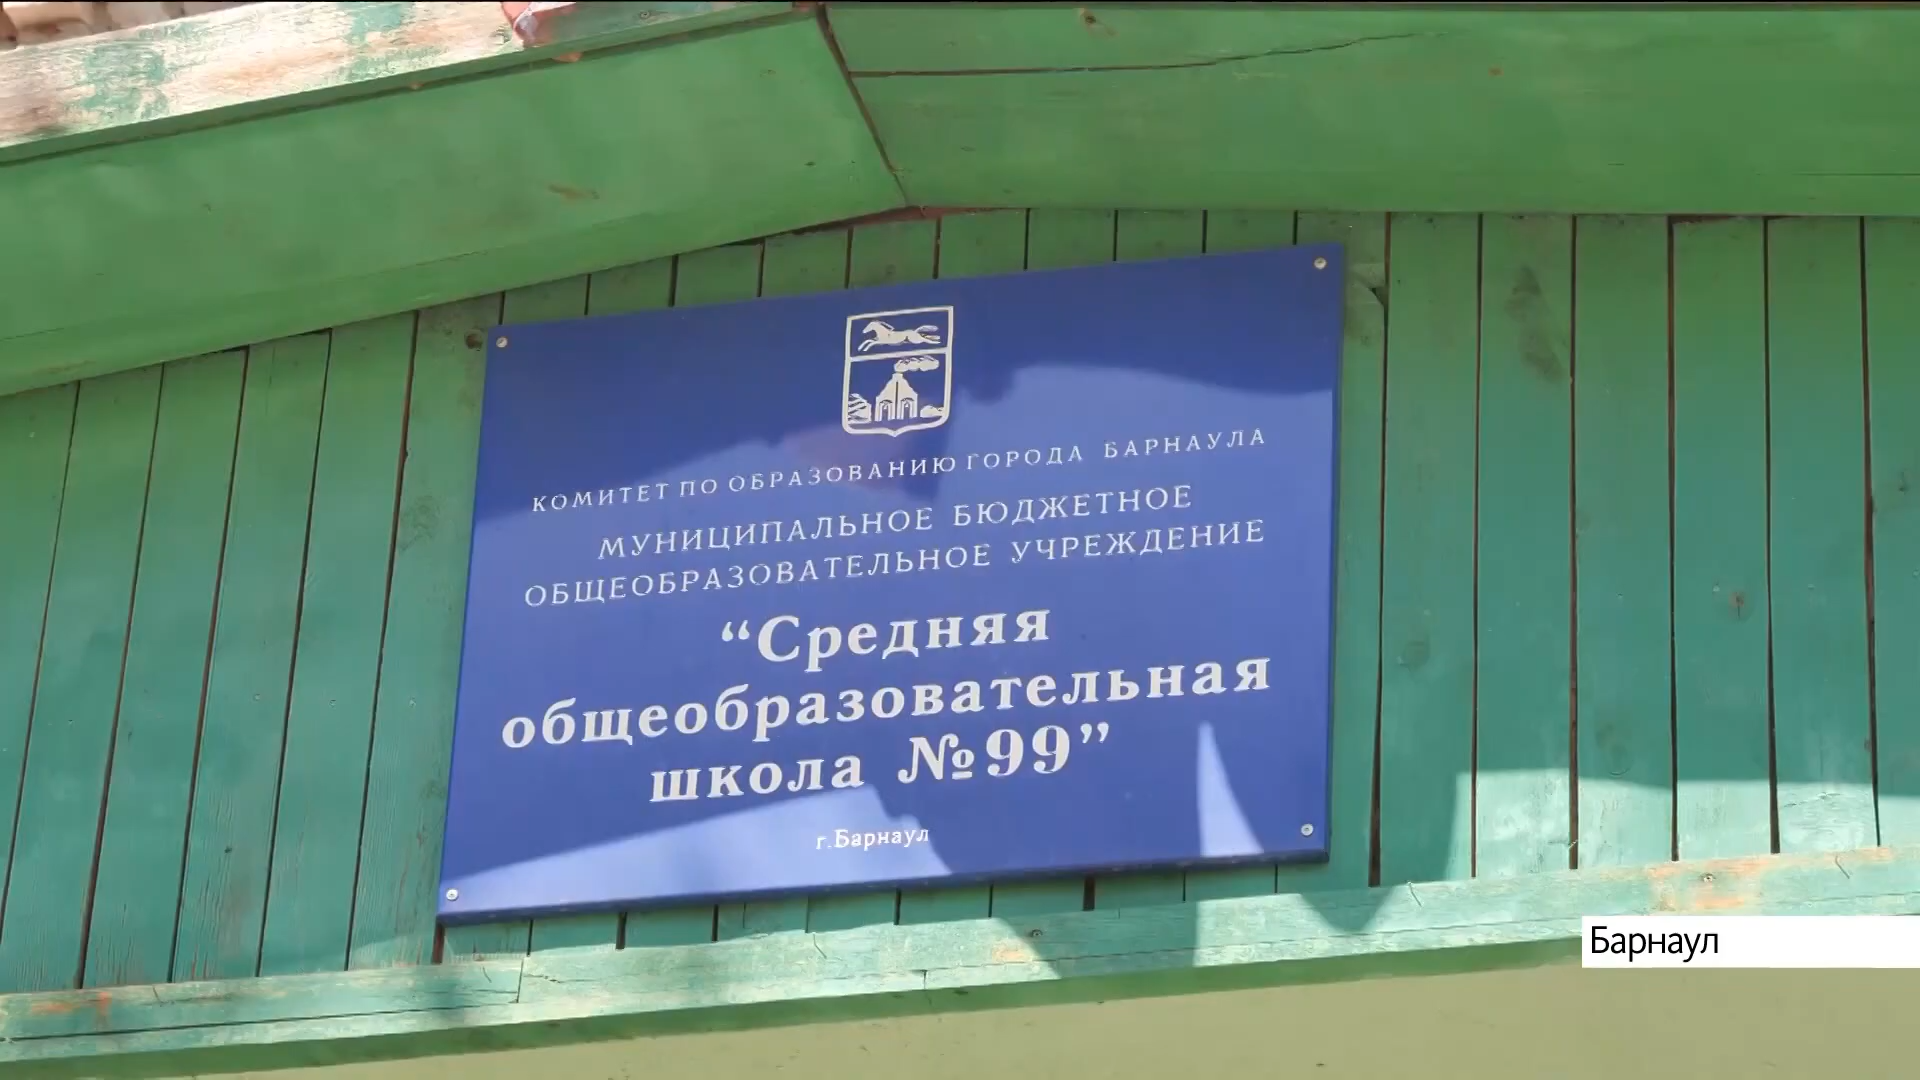 КОМИТЕТ ПО ОБРАЗОВАНИЮ ГОРОДА БАРНАУЛА
МУНИЦИПАЛЬНОЕ БЮДЖЕТНОЕ
ОБЩЕОБРАЗОВАТЕЛЬНОЕ УЧРЕЖДЕНИЕ
“Средняя
общеобразовательная
школа №99”
г.Барнаул
Барнаул